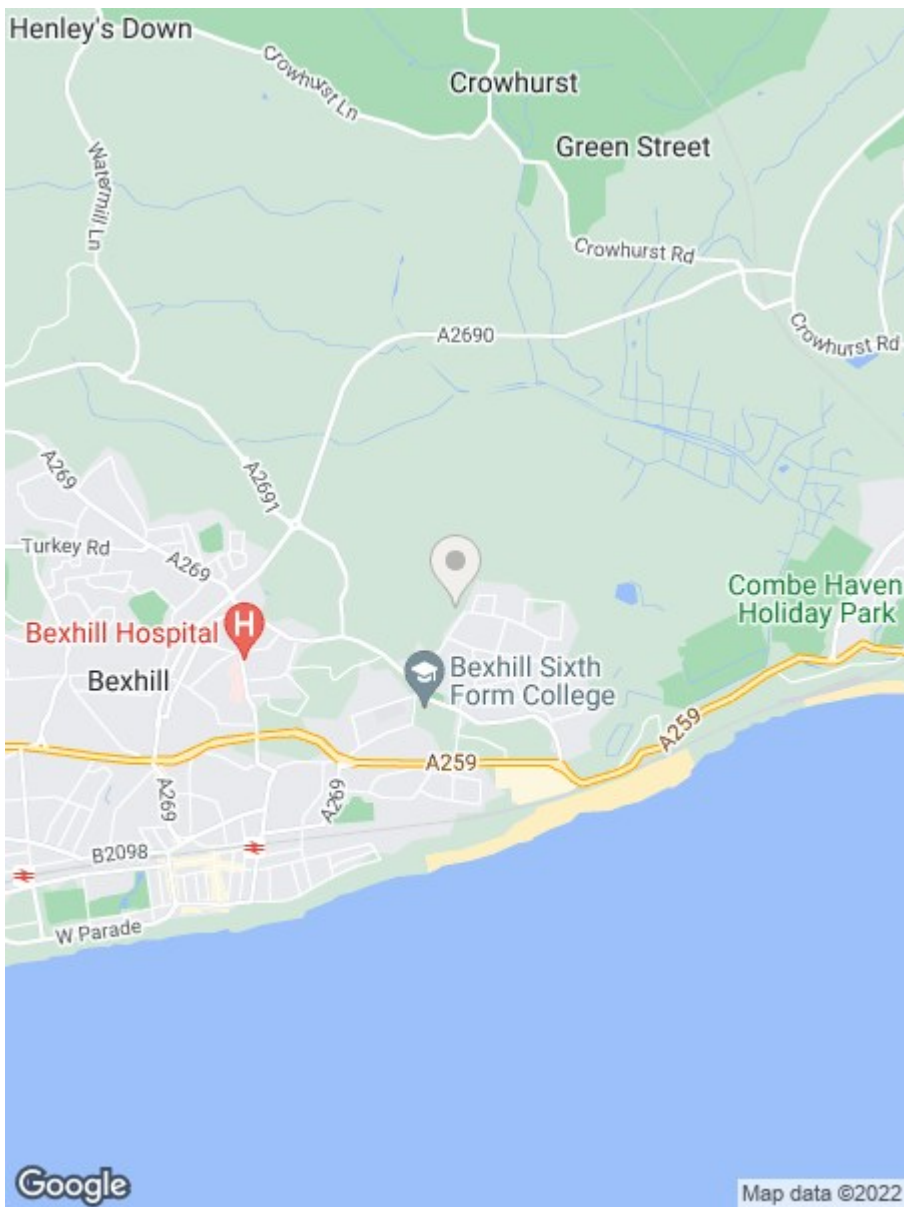 Henley's Down
Crowhurst Ln
Crowhurst
Green Street
Watermill Ln
Crowhurst Rd
A2690
Crowhurst Rd
A269
A2691
Turkey Rd
A269
Combe Haven
Holiday Park
H
Bexhill Hospital
Bexhill
Bexhill Sixth
Form College
A259
A259
A269
A269
B2098
W Parade
Google
Map data ©2022